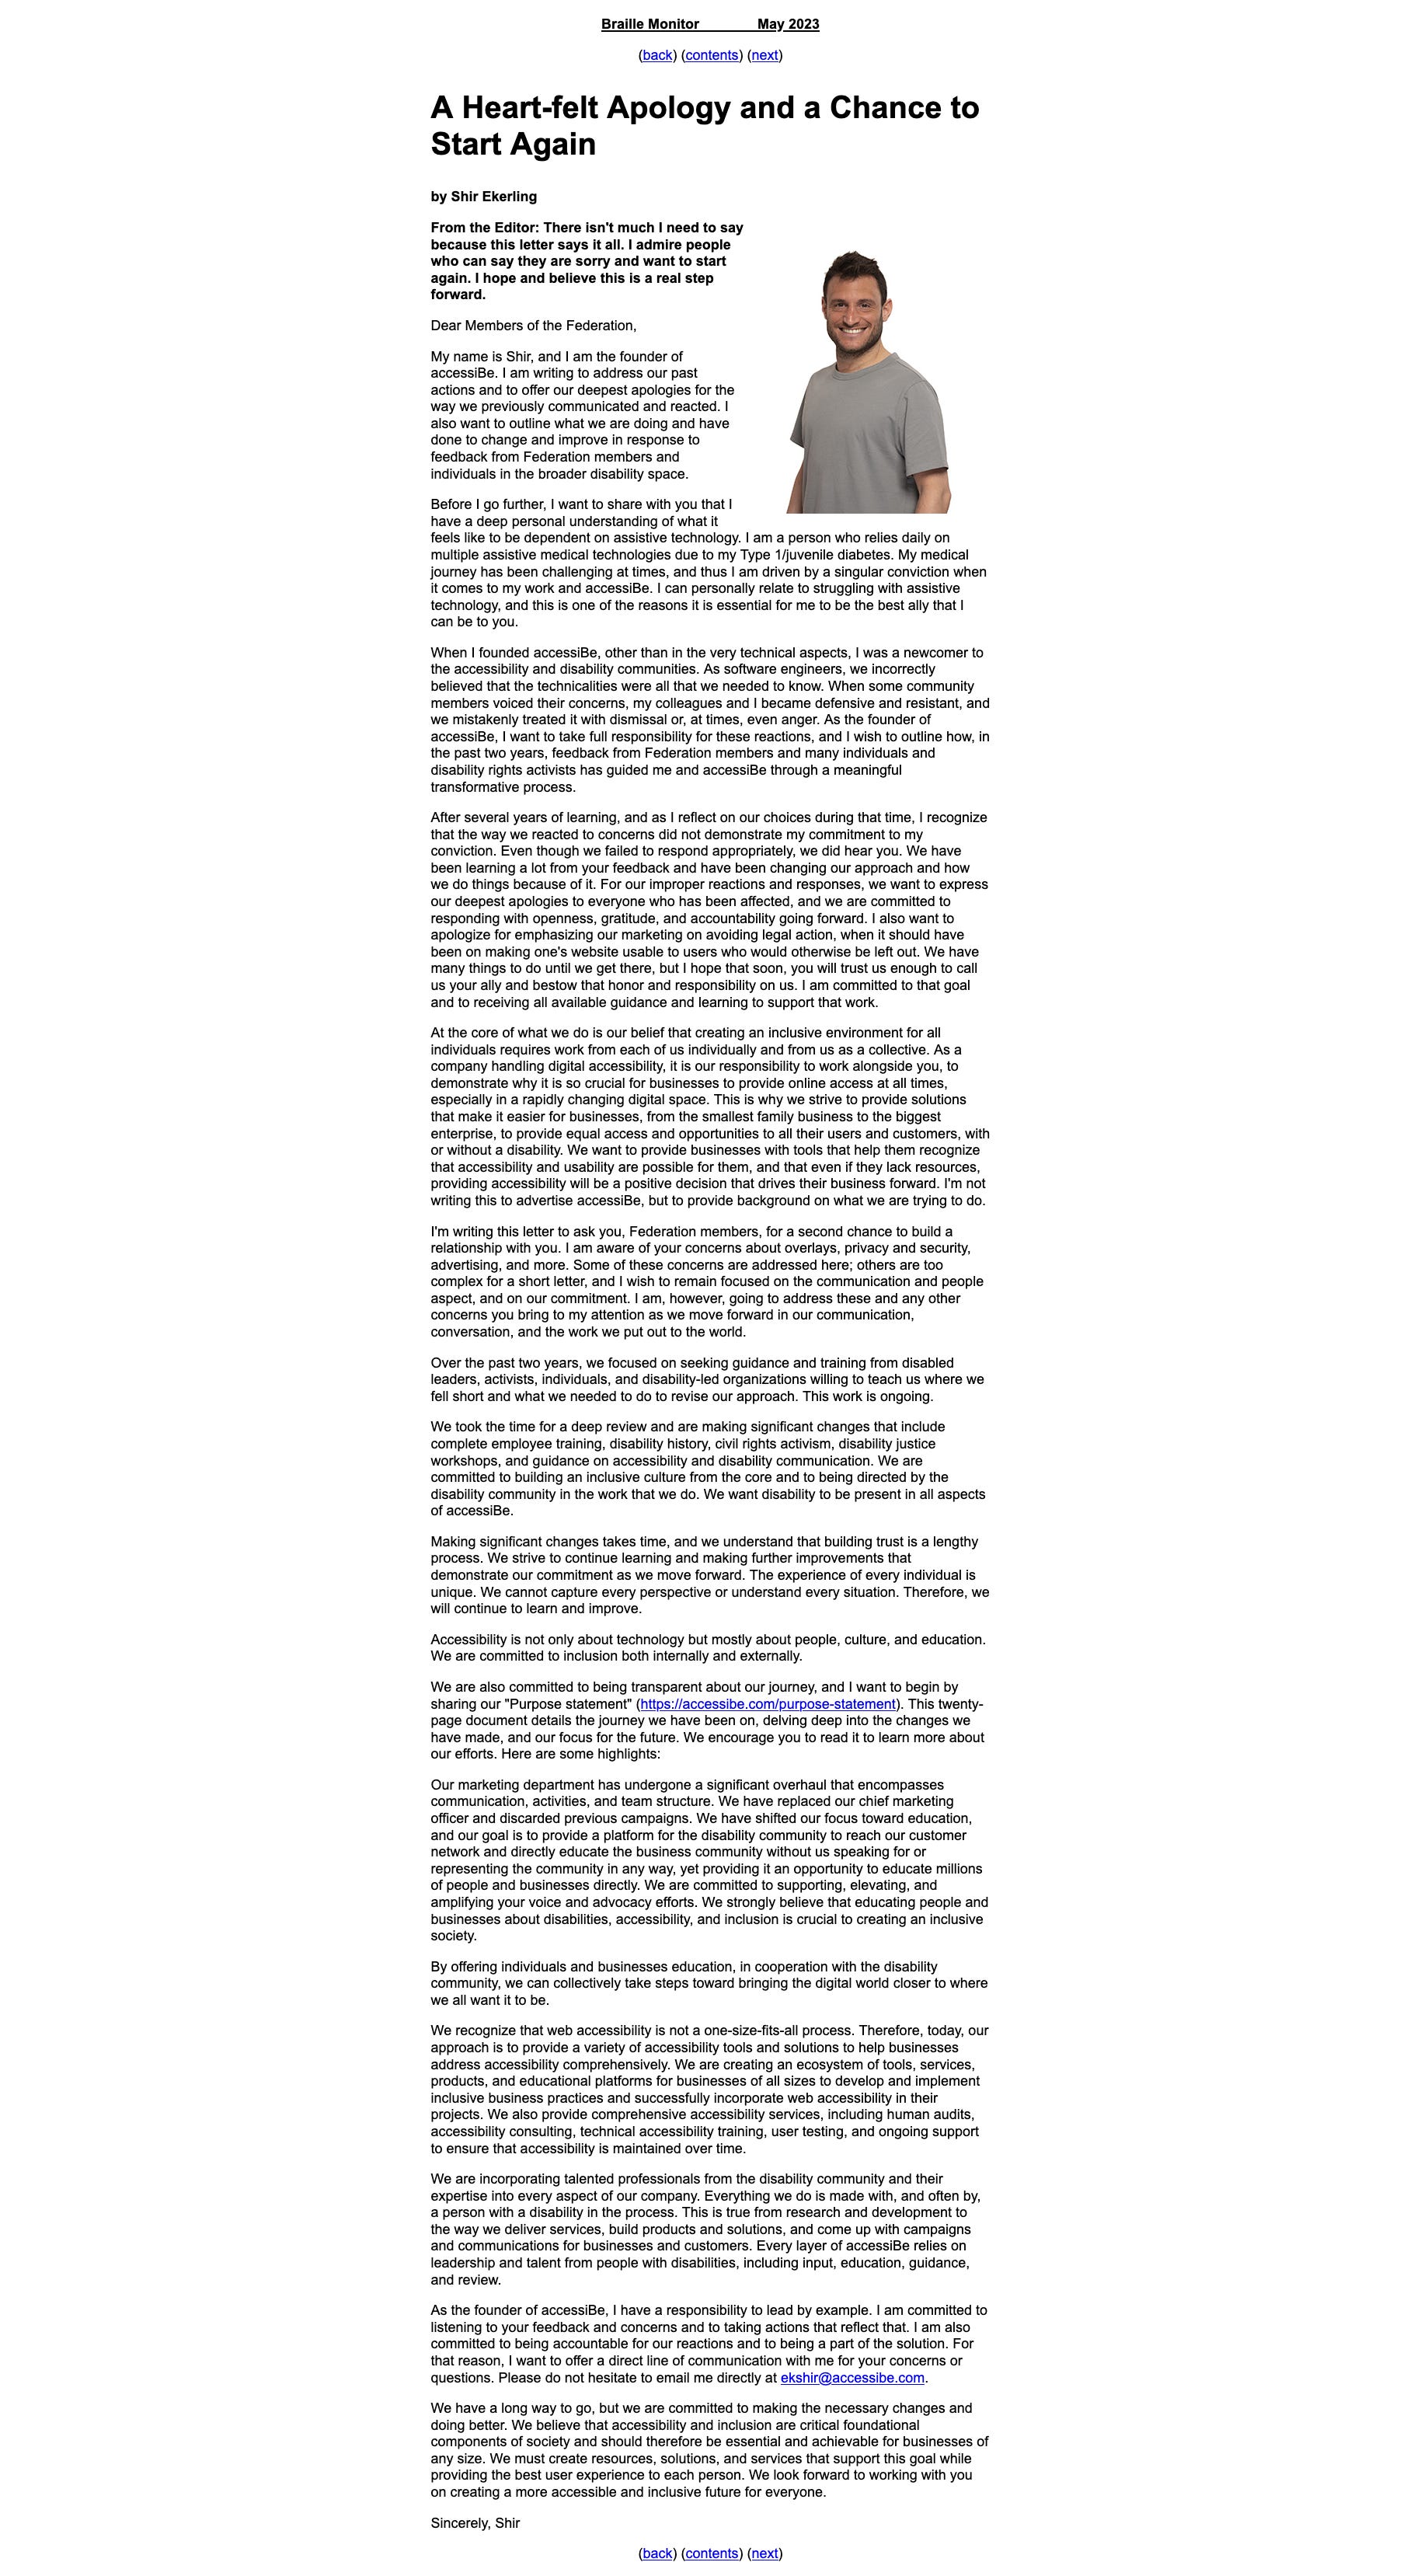 Braille Monitor May 2023
(back) (contents) (next)
A Heart-felt Apology and a Chance to
Start Again
by Shir Ekerling
From the Editor: There isn't much I need to say
because this letter says it all. I admire people
who can say they are sorry and want to start
again. I hope and believe this is a real step
forward.
Dear Members of the Federation,
My name is Shir, and I am the founder of
accessiBe. I am writing to address our past
actions and to offer our deepest apologies for the
way we previously communicated and reacted. I
also want to outline what we are doing and have
done to change and improve in response to
feedback from Federation members and
individuals in the broader disability space.
Before I go further, I want to share with you that I
have a deep personal understanding of what it
feels like to be dependent on assistive technology. I am a person who relies daily on
multiple assistive medical technologies due to my Type 1/juvenile diabetes. My medical
journey has been challenging at times, and thus I am driven by a singular conviction when
it comes to my work and accessiBe. I can personally relate to struggling with assistive
technology, and this is one of the reasons it is essential for me to be the best ally that I
can be to you.
When I founded accessiBe, other than in the very technical aspects, I was a newcomer to
the accessibility and disability communities. As software engineers, we incorrectly
believed that the technicalities were all that we needed to know. When some community
members voiced their concerns, my colleagues and I became defensive and resistant, and
we mistakenly treated it with dismissal or, at times, even anger. As the founder of
accessiBe, I want to take full responsibility for these reactions, and I wish to outline how, in
the past two years, feedback from Federation members and many individuals and
disability rights activists has guided me and accessiBe through a meaningful
transformative process.
After several years of learning, and as I reflect on our choices during that time, I recognize
that the way we reacted to concerns did not demonstrate my commitment to my
conviction. Even though we failed to respond appropriately, we did hear you. We have
been learning a lot from your feedback and have been changing our approach and how
we do things because of it. For our improper reactions and responses, we want to express
our deepest apologies to everyone who has been affected, and we are committed to
responding with openness, gratitude, and accountability going forward. I also want to
apologize for emphasizing our marketing on avoiding legal action, when it should have
been on making one's website usable to users who would otherwise be left out. We have
many things to do until we get there, but I hope that soon, you will trust us enough to call
us your ally and bestow that honor and responsibility on us. I am committed to that goal
and to receiving all available guidance and learning to support that work.
At the core of what we do is our belief that creating an inclusive environment for all
individuals requires work from each of us individually and from us as a collective. As a
company handling digital accessibility, it is our responsibility to work alongside you, to
demonstrate why it is so crucial for businesses to provide online access at all times,
especially in a rapidly changing digital space. This is why we strive to provide solutions
that make it easier for businesses, from the smallest family business to the biggest
enterprise, to provide equal access and opportunities to all their users and customers, with
or without a disability. We want to provide businesses with tools that help them recognize
that accessibility and usability are possible for them, and that even if they lack resources,
providing accessibility will be a positive decision that drives their business forward. I'm not
writing this to advertise accessiBe, but to provide background on what we are trying to do.
I'm writing this letter to ask you, Federation members, for a second chance to build a
relationship with you. I am aware of your concerns about overlays, privacy and security,
advertising, and more. Some of these concerns are addressed here; others are too
complex for a short letter, and I wish to remain focused on the communication and people
aspect, and on our commitment. I am, however, going to address these and any other
concerns you bring to my attention as we move forward in our communication,
conversation, and the work we put out to the world.
Over the past two years, we focused on seeking guidance and training from disabled
leaders, activists, individuals, and disability-led organizations willing to teach us where we
fell short and what we needed to do to revise our approach. This work is ongoing.
We took the time for a deep review and are making significant changes that include
complete employee training, disability history, civil rights activism, disability justice
workshops, and guidance on accessibility and disability communication. We are
committed to building an inclusive culture from the core and to being directed by the
disability community in the work that we do. We want disability to be present in all aspects
of accessiBe.
Making significant changes takes time, and we understand that building trust is a lengthy
process. We strive to continue learning and making further improvements that
demonstrate our commitment as we move forward. The experience of every individual is
unique. We cannot capture every perspective or understand every situation. Therefore, we
will continue to learn and improve.
Accessibility is not only about technology but mostly about people, culture, and education.
We are committed to inclusion both internally and externally.
We are also committed to being transparent about our journey, and I want to begin by
sharing our "Purpose statement" (https://accessibe.com/purpose-statement). This twenty-
page document details the journey we have been on, delving deep into the changes we
have made, and our focus for the future. We encourage you to read it to learn more about
our efforts. Here are some highlights:
Our marketing department has undergone a significant overhaul that encompasses
communication, activities, and team structure. We have replaced our chief marketing
officer and discarded previous campaigns. We have shifted our focus toward education,
and our goal is to provide a platform for the disability community to reach our customer
network and directly educate the business community without us speaking for or
representing the community in any way, yet providing it an opportunity to educate millions
of people and businesses directly. We are committed to supporting, elevating, and
amplifying your voice and advocacy efforts. We strongly believe that educating people and
businesses about disabilities, accessibility, and inclusion is crucial to creating an inclusive
society.
By offering individuals and businesses education, in cooperation with the disability
community, we can collectively take steps toward bringing the digital world closer to where
we all want it to be.
We recognize that web accessibility is not a one-size-fits-all process. Therefore, today, our
approach is to provide a variety of accessibility tools and solutions to help businesses
address accessibility comprehensively. We are creating an ecosystem of tools, services,
products, and educational platforms for businesses of all sizes to develop and implement
inclusive business practices and successfully incorporate web accessibility in their
projects. We also provide comprehensive accessibility services, including human audits,
accessibility consulting, technical accessibility training, user testing, and ongoing support
to ensure that accessibility is maintained over time.
We are incorporating talented professionals from the disability community and their
expertise into every aspect of our company. Everything we do is made with, and often by,
a person with a disability in the process. This is true from research and development to
the way we deliver services, build products and solutions, and come up with campaigns
and communications for businesses and customers. Every layer of accessiBe relies on
leadership and talent from people with disabilities, including input, education, guidance,
and review.
As the founder of accessiBe, I have a responsibility to lead by example. I am committed to
listening to your feedback and concerns and to taking actions that reflect that. I am also
committed to being accountable for our reactions and to being a part of the solution. For
that reason, I want to offer a direct line of communication with me for your concerns or
questions. Please do not hesitate to email me directly at ekshir@accessibe.com.
We have a long way to go, but we are committed to making the necessary changes and
doing better. We believe that accessibility and inclusion are critical foundational
components of society and should therefore be essential and achievable for businesses of
any size. We must create resources, solutions, and services that support this goal while
providing the best user experience to each person. We look forward to working with you
on creating a more accessible and inclusive future for everyone.
Sincerely, Shir
(back) (contents) (next)